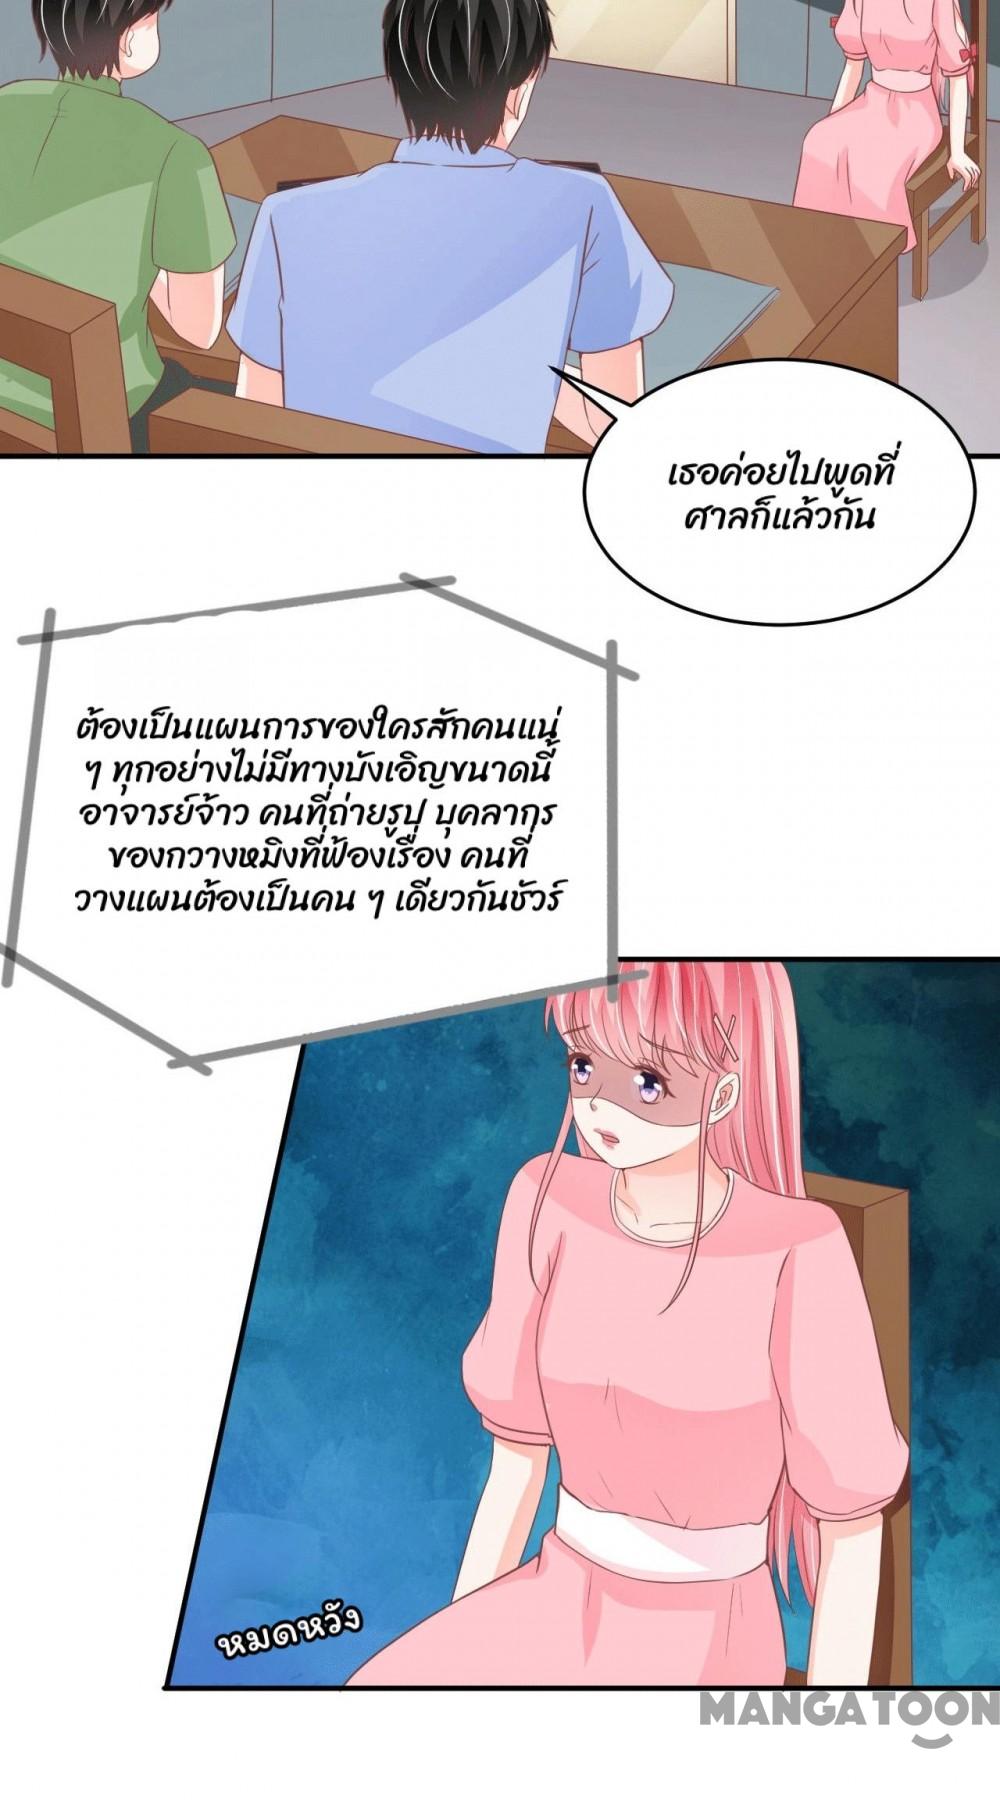 เธอค่อยไปพูดที่
ศาลก็แล้วกัน
ต้องเป็นแผนการของใครสักคนแน่
ๆ ทุกอย่างไม่มีทางบังเอิญขนาดนี้
อาจารย์จ้าว คนที่ถ่ายรูป บุคลากร
ของกวางหมิงที่ฟ้องเรื่อง คนที่
วางแผนต้องเป็นคน ๆ เดียวกันชัวร์
หมดหวัง
MANGATOON